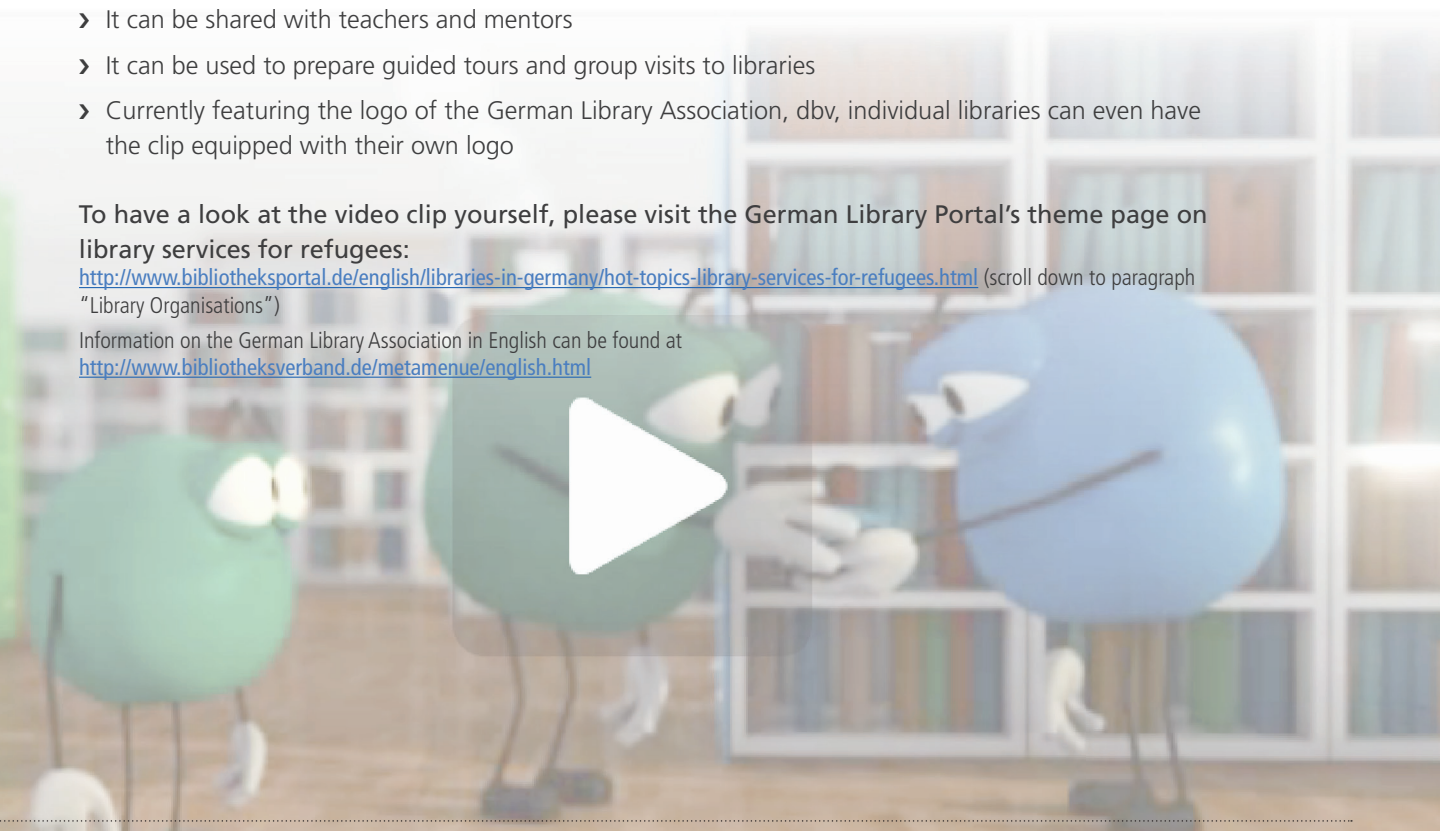 › It can be shared with teachers and mentors
› It can be used to prepare guided tours and group visits to libraries
› Currently featuring the logo of the German Library Association, dbv, individual libraries can even have
the clip equipped with their own logo
To have a look at the video clip yourself, please visit the German Library Portal’s theme page on
library services for refugees:
http://www.bibliotheksportal.de/english/libraries-in-germany/hot-topics-library-services-for-refugees.html (scroll down to paragraph
“Library Organisations”)
Information on the German Library Association in English can be found at
http://www.bibliotheksverband.de/metamenue/english.html